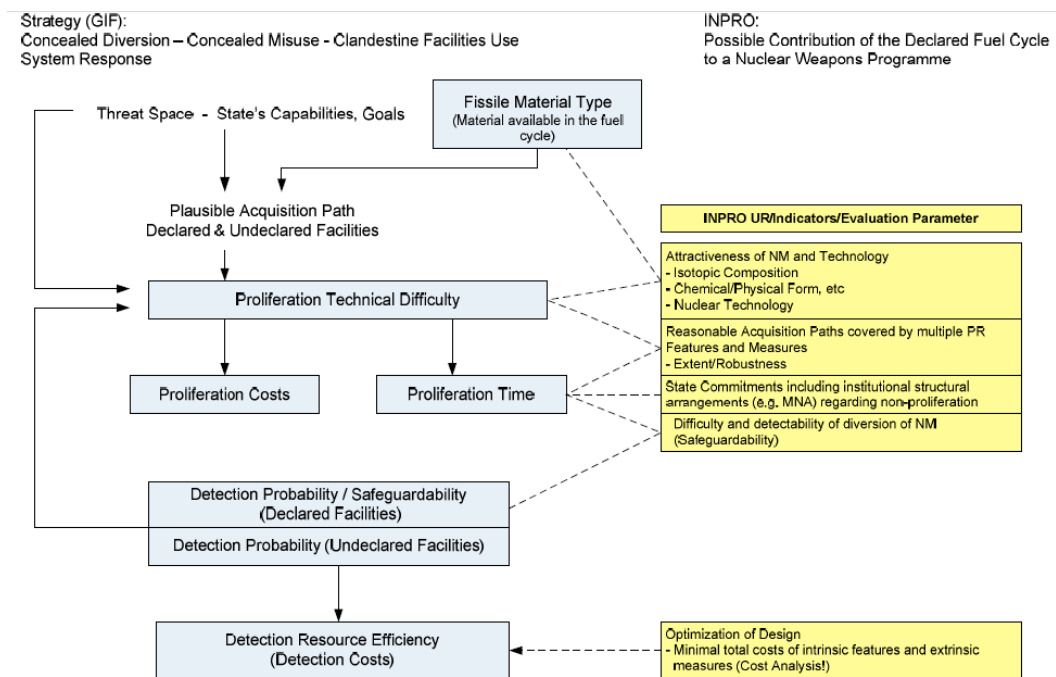 Strategy (GIF):
Concealed Diversion – Concealed Misuse - Clandestine Facilities Use
System Response
INPRO:
Possible Contribution of the Declared Fuel Cycle
to a Nuclear Weapons Programme
Threat Space - State's Capabilities, Goals
Fissile Material Type
(Material available in the fuel
cycle)
Plausible Acquisition Path
Declared & Undeclared Facilities
INPRO UR/Indicators/Evaluation Parameter
Attractiveness of NM and Technology
- Isotopic Composition
- Chemical/Physical Form, etc
- Nuclear Technology
Proliferation Technical Difficulty
Reasonable Acquisition Paths covered by multiple PR
Features and Measures
- Extent/Robustness
Proliferation Costs
Proliferation Time
State Commitments including institutional structural
arrangements (e.g. MNA) regarding non-proliferation
Difficulty and detectability of diversion of NM
(Safeguardability)
Detection Probability / Safeguardability
(Declared Facilities)
Detection Probability (Undeclared Facilities)
Detection Resource Efficiency
(Detection Costs)
Optimization of Design
- Minimal total costs of intrinsic features and extrinsic
measures (Cost Analysis!)